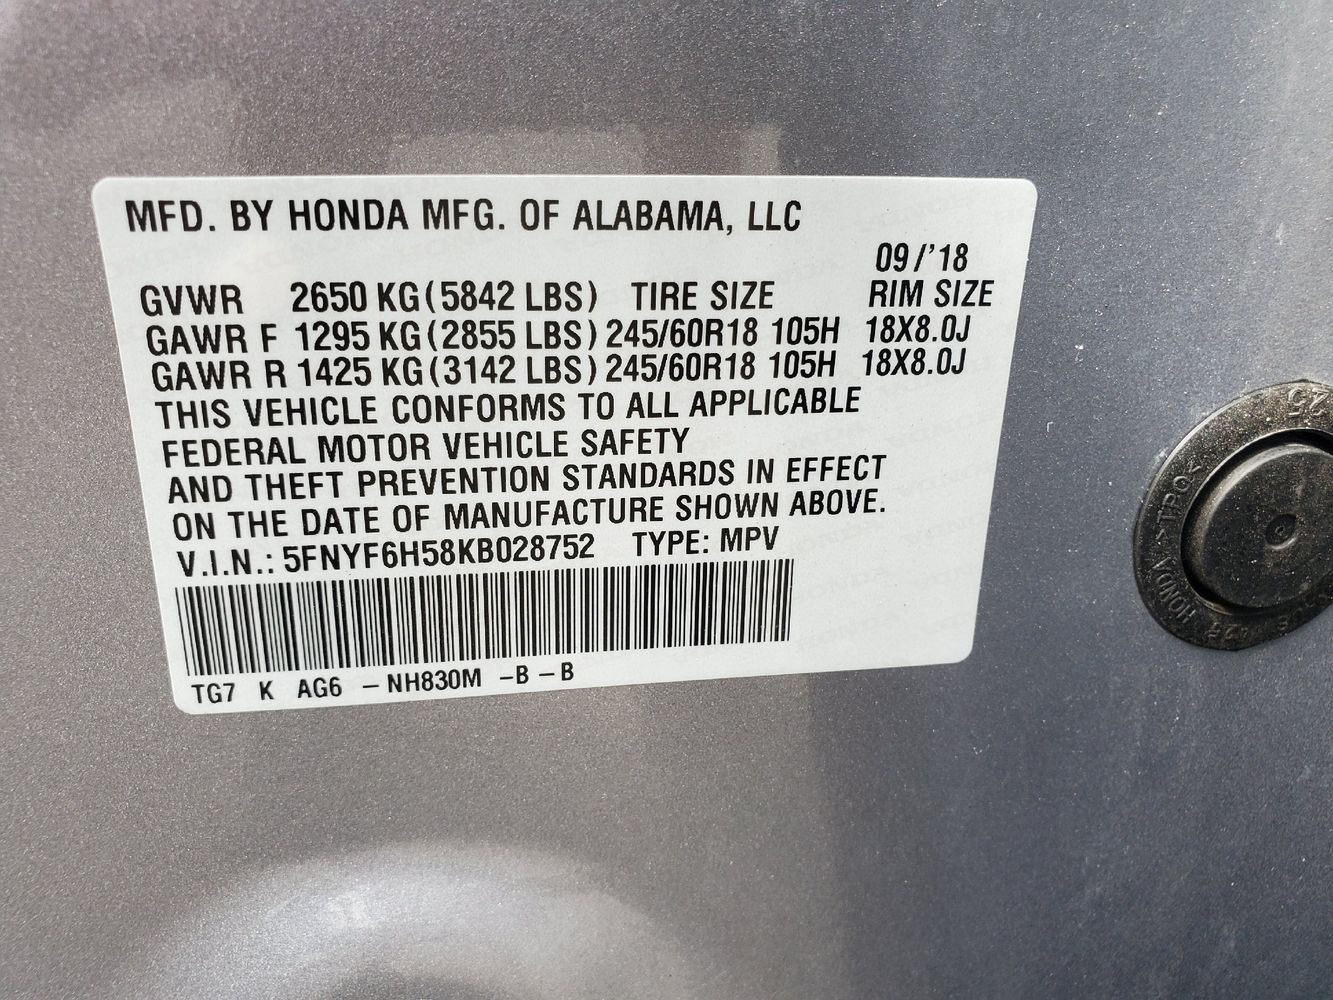 MFD. BY HONDA MFG. OF ALABAMA, LLC
09/'18
GVWR 2650 KG (5842 LBS) TIRE SIZE RIM SIZE
GAWR F 1295 KG (2855 LBS) 245/60R18 105H 18X8.0J
GAWR R 1425 KG (3142 LBS) 245/60R18 105H 18X8.0J
THIS VEHICLE CONFORMS TO ALL APPLICABLE
FEDERAL MOTOR VEHICLE SAFETY
AND THEFT PREVENTION STANDARDS IN EFFECT
ON THE DATE OF MANUFACTURE SHOWN ABOVE.
V.I.N.: 5FNYF6H58KB028752 TYPE: MPV
TG7 K AG6 – NH830M –B – B
25
HONDA >TPO<